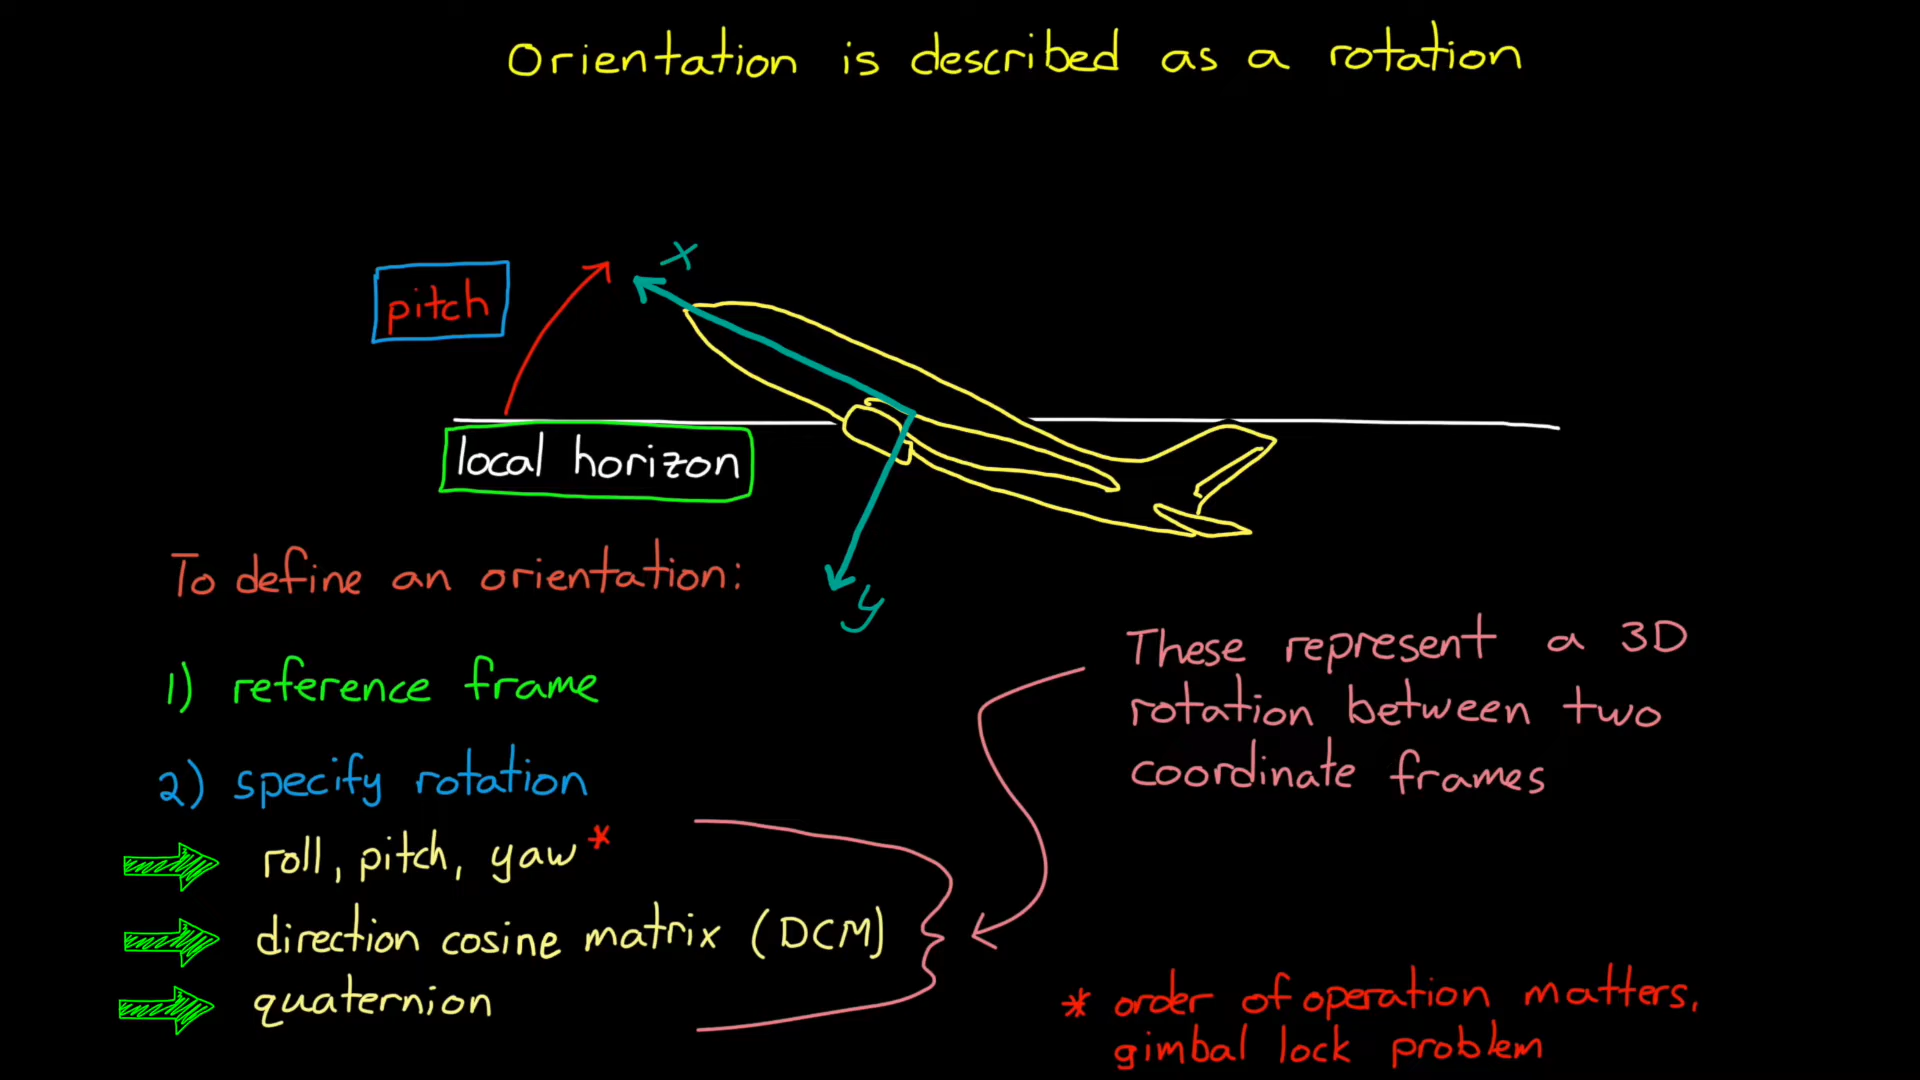 Orientation is described as a rotation
x
pitch
local horizon
y
To define an orientation:
1) reference frame
2) specify rotation
roll, pitch, yaw*
direction cosine matrix (DCM)
quaternion
These represent a 3D
rotation between two
coordinate frames
* order of operation matters,
gimbal lock problem